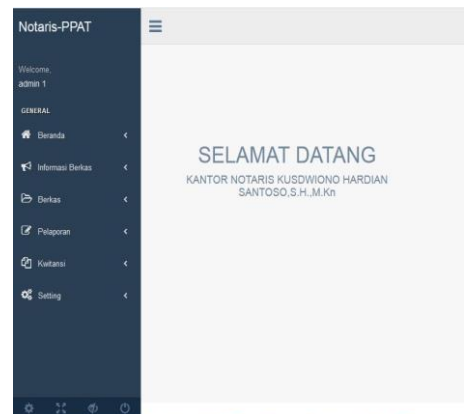 Notaris-PPAT
Welcome,
admin 1
GENERAL
Beranda
Informasi Berkas
Berkas
Pelaporan
Kwitansi
Setting
SELAMAT DATANG
KANTOR NOTARIS KUSDWIONO HARDIAN
SANTOSO,S.H.,M.Kn